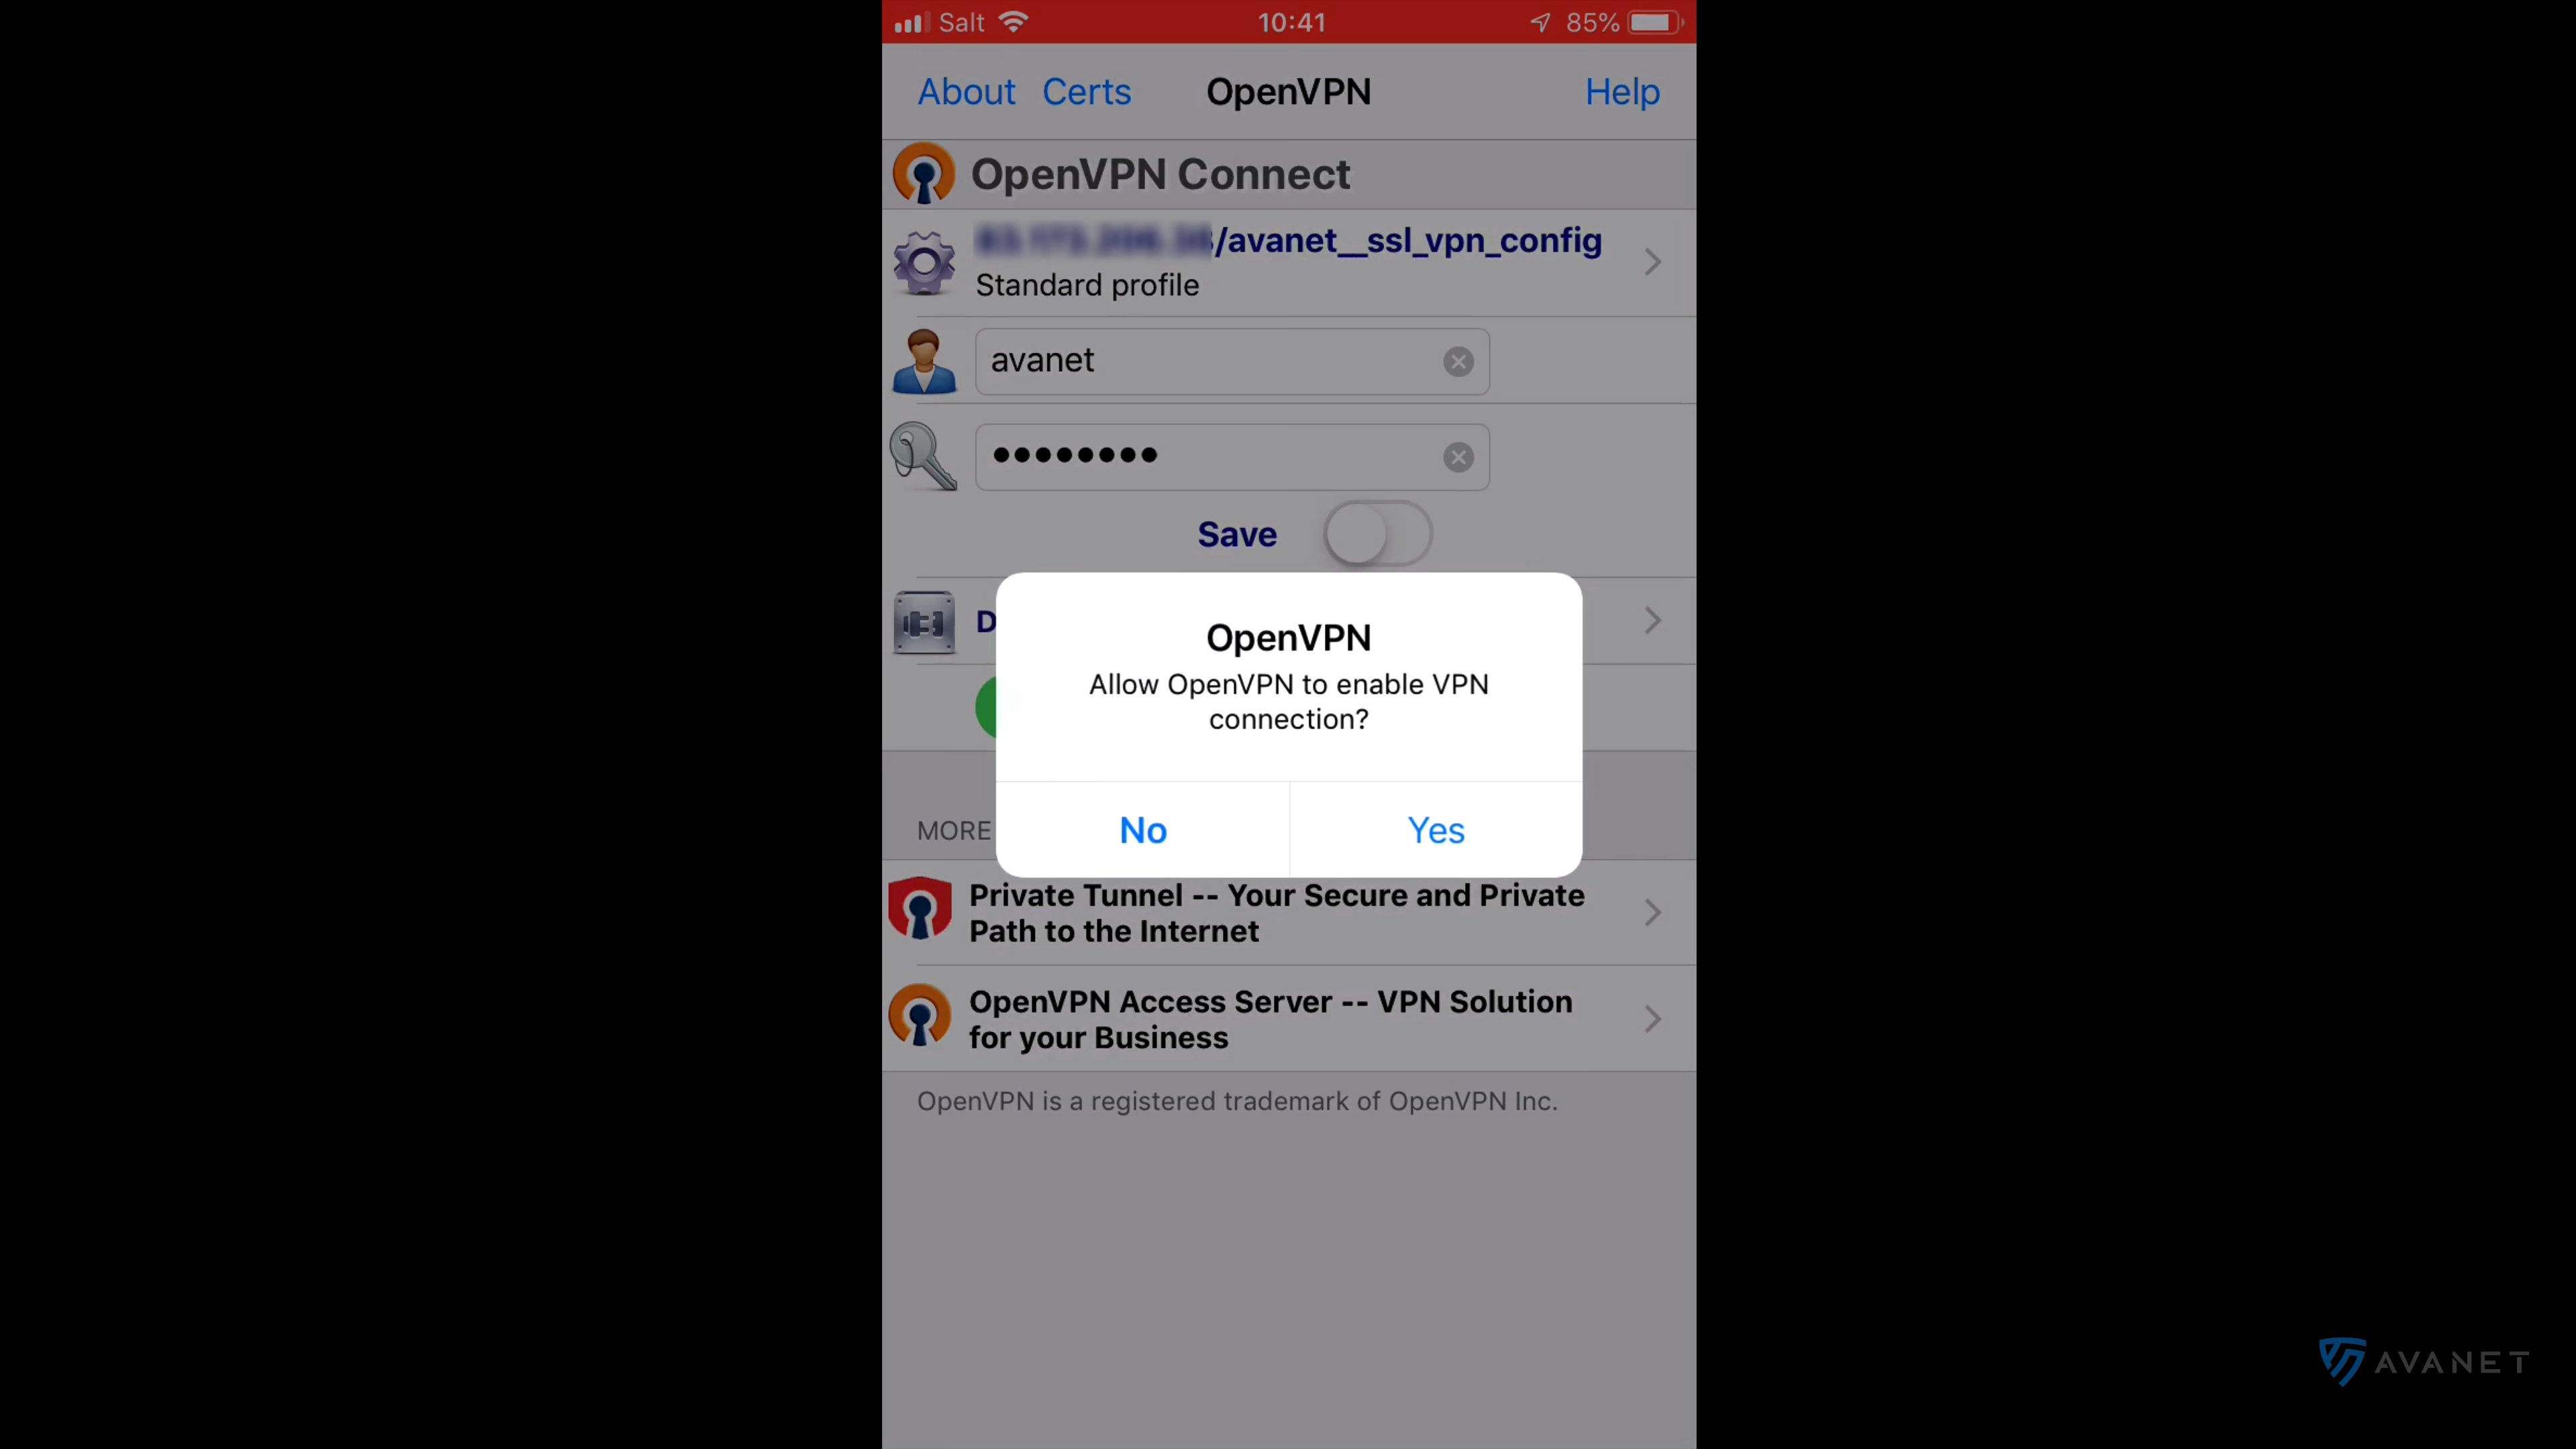 Salt
10:41
85%
About
Certs
OpenVPN
Help
OpenVPN Connect
/avanet__ssl_vpn_config
Standard profile
avanet
••••••••
Save
D
OpenVPN
Allow OpenVPN to enable VPN
connection?
No
Yes
MORE
Private Tunnel -- Your Secure and Private
Path to the Internet
OpenVPN Access Server -- VPN Solution
for your Business
OpenVPN is a registered trademark of OpenVPN Inc.
AVANET